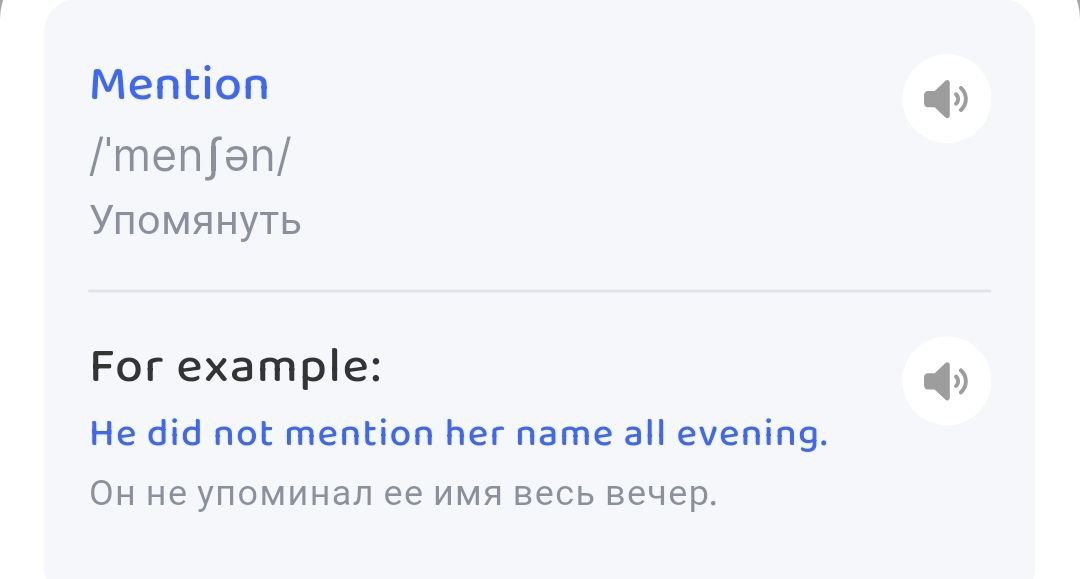 Mention
/ˈmenʃən/
Упомянуть
For example:
He did not mention her name all evening.
Он не упоминал ее имя весь вечер.